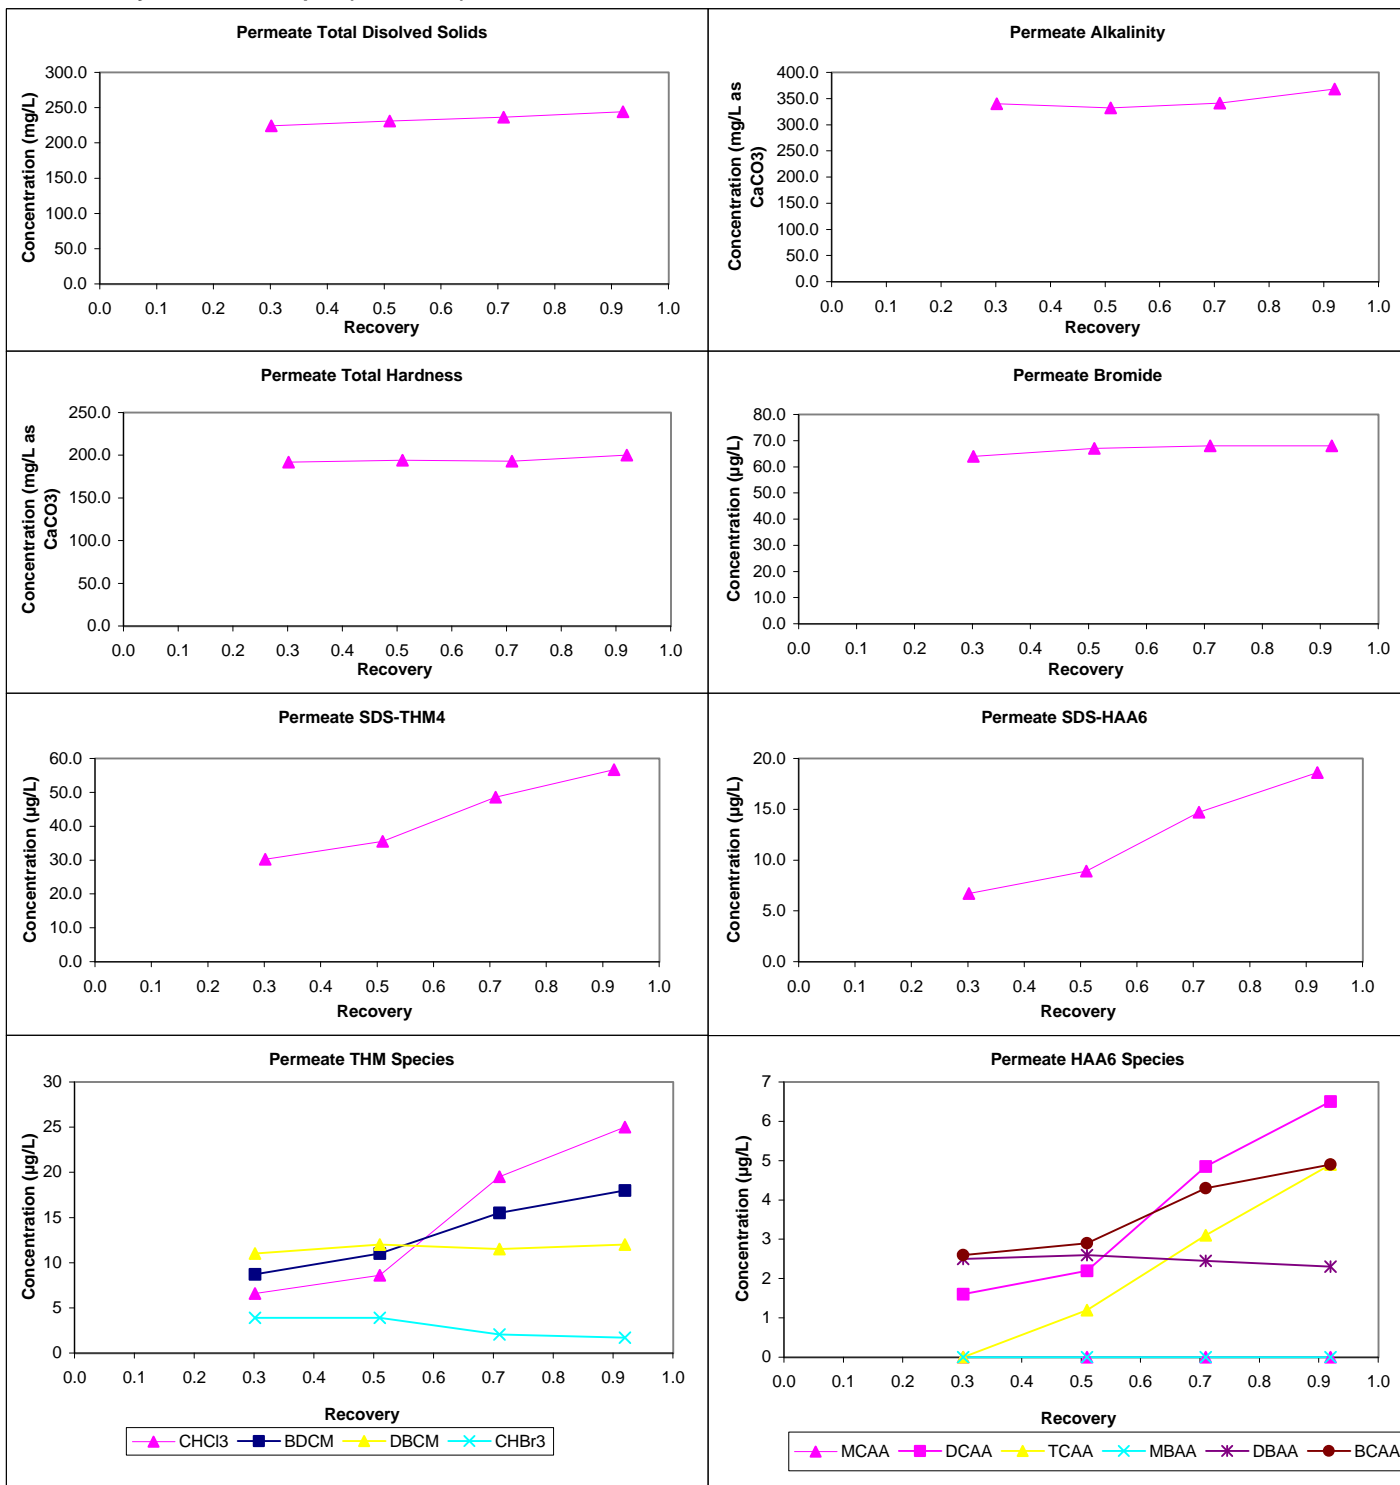 Permeate Total Disolved Solids
Concentration (mg/L)
300.0
250.0
200.0
150.0
100.0
50.0
0.0
0.0 0.1 0.2 0.3 0.4 0.5 0.6 0.7 0.8 0.9 1.0
Recovery
Permeate Alkalinity
Concentration (mg/L as
CaCO3)
400.0
350.0
300.0
250.0
200.0
150.0
100.0
50.0
0.0
0.0 0.1 0.2 0.3 0.4 0.5 0.6 0.7 0.8 0.9 1.0
Recovery
Permeate Total Hardness
Concentration (mg/L as
CaCO3)
250.0
200.0
150.0
100.0
50.0
0.0
0.0 0.1 0.2 0.3 0.4 0.5 0.6 0.7 0.8 0.9 1.0
Recovery
Permeate Bromide
Concentration (µg/L)
80.0
70.0
60.0
50.0
40.0
30.0
20.0
10.0
0.0
0.0 0.1 0.2 0.3 0.4 0.5 0.6 0.7 0.8 0.9 1.0
Recovery
Permeate SDS-THM4
Concentration (µg/L)
60.0
50.0
40.0
30.0
20.0
10.0
0.0
0.0 0.1 0.2 0.3 0.4 0.5 0.6 0.7 0.8 0.9 1.0
Recovery
Permeate SDS-HAA6
Concentration (µg/L)
20.0
15.0
10.0
5.0
0.0
0.0 0.1 0.2 0.3 0.4 0.5 0.6 0.7 0.8 0.9 1.0
Recovery
Permeate THM Species
Concentration (µg/L)
30
25
20
15
10
5
0
0.0 0.1 0.2 0.3 0.4 0.5 0.6 0.7 0.8 0.9 1.0
Recovery
CHCl3 BDCM DBCM CHBr3
Permeate HAA6 Species
Concentration (µg/L)
7
6
5
4
3
2
1
0
0.0 0.1 0.2 0.3 0.4 0.5 0.6 0.7 0.8 0.9 1.0
Recovery
MCAA DCAA TCAA MBAA DBAA BCAA